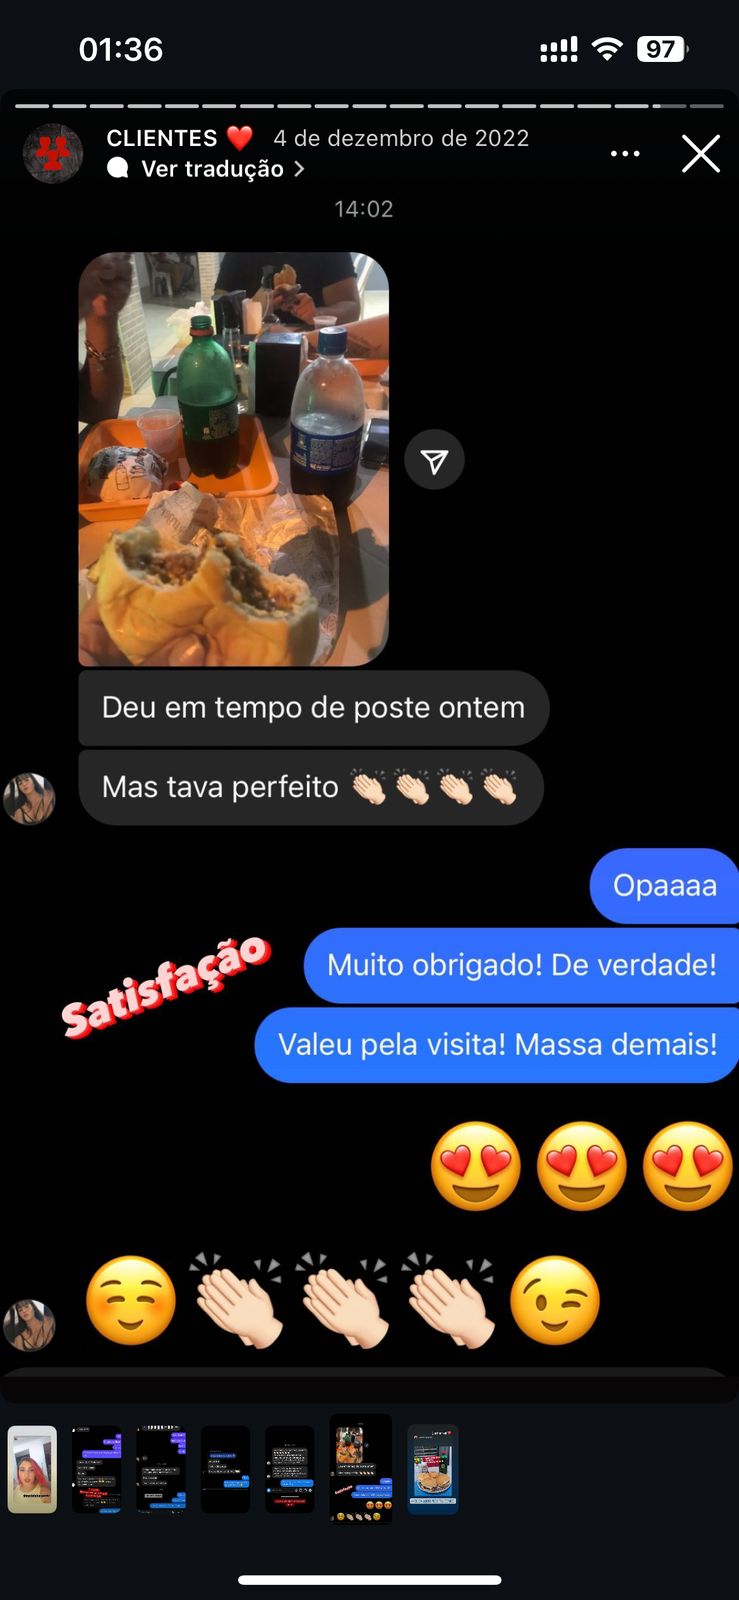 01:36
97
CLIENTES ❤️ 4 de dezembro de 2022
Ver tradução >
14:02
Deu em tempo de poste ontem
Mas tava perfeito 👏🏻👏🏻👏🏻👏🏻
Opaaaa
Muito obrigado! De verdade!
Satisfação
Valeu pela visita! Massa demais!
😍😍😍
☺️👏🏻👏🏻👏🏻😉